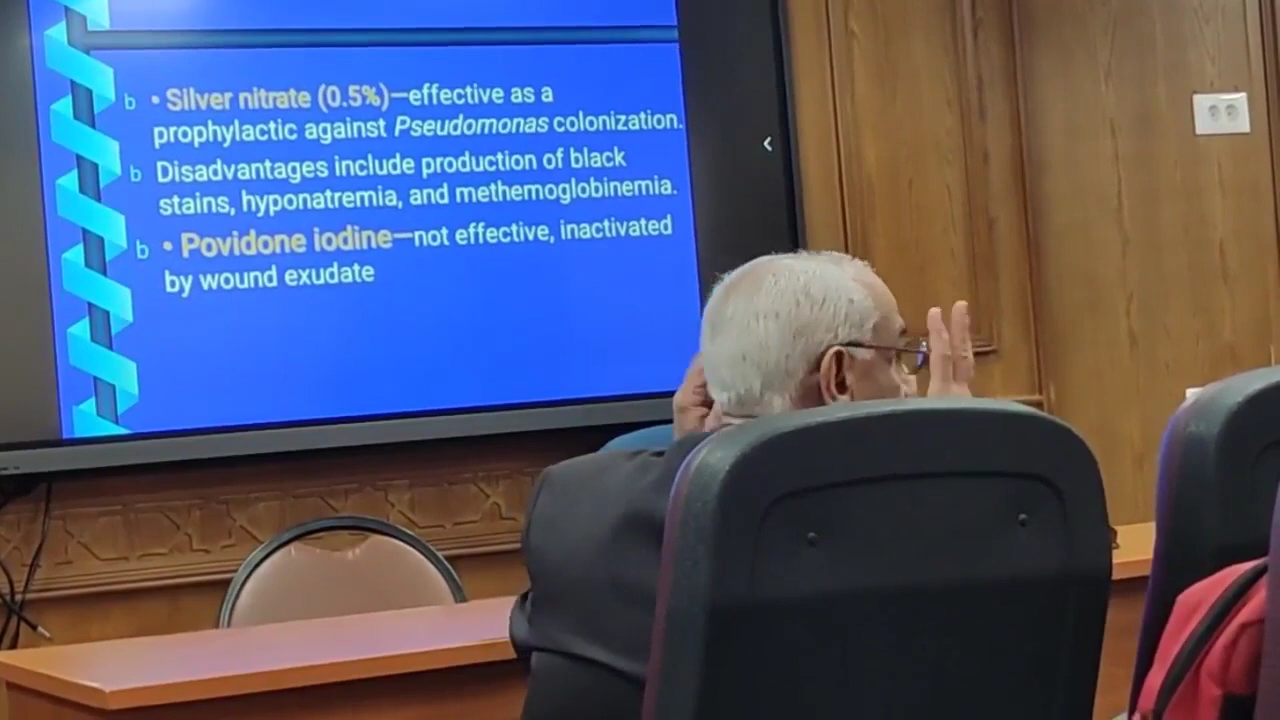 b • Silver nitrate (0.5%)—effective as a
prophylactic against Pseudomonas colonization.
b Disadvantages include production of black
stains, hyponatremia, and methemoglobinemia.
b • Povidone iodine—not effective, inactivated
by wound exudate